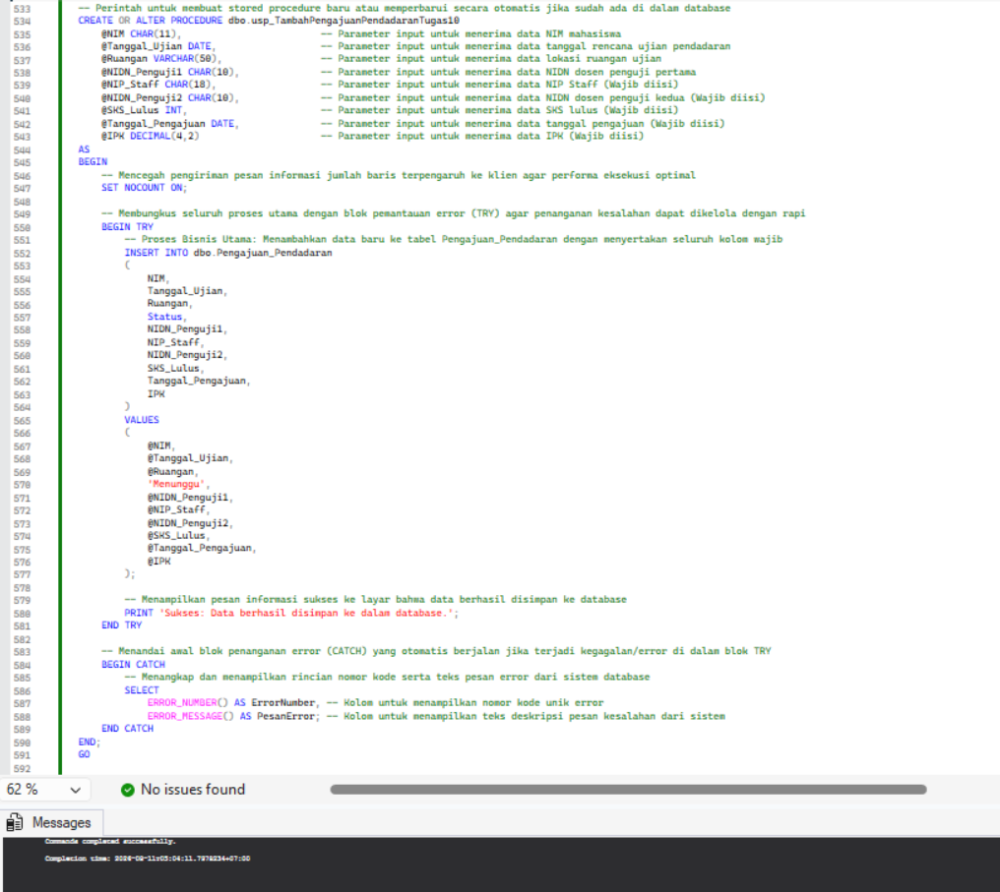 533 -- Perintah untuk membuat stored procedure baru atau memperbarui secara otomatis jika sudah ada di dalam database
534 CREATE OR ALTER PROCEDURE dbo.usp_TambahPengajuanPendadaranTugas10
535 @NIM CHAR(11), -- Parameter input untuk menerima data NIM mahasiswa
536 @Tanggal_Ujian DATE, -- Parameter input untuk menerima data tanggal rencana ujian pendadaran
537 @Ruangan VARCHAR(50), -- Parameter input untuk menerima data lokasi ruangan ujian
538 @NIDN_Penguji1 CHAR(10), -- Parameter input untuk menerima data NIDN dosen penguji pertama
539 @NIP_Staff CHAR(18), -- Parameter input untuk menerima data NIP Staff (Wajib diisi)
540 @NIDN_Penguji2 CHAR(10), -- Parameter input untuk menerima data NIDN dosen penguji kedua (Wajib diisi)
541 @SKS_Lulus INT, -- Parameter input untuk menerima data SKS lulus (Wajib diisi)
542 @Tanggal_Pengajuan DATE, -- Parameter input untuk menerima data tanggal pengajuan (Wajib diisi)
543 @IPK DECIMAL(4,2) -- Parameter input untuk menerima data IPK (Wajib diisi)
544 AS
545 BEGIN
546 -- Mencegah pengiriman pesan informasi jumlah baris terpengaruh ke klien agar performa eksekusi optimal
547 SET NOCOUNT ON;
548
549 -- Membungkus seluruh proses utama dengan blok pemantauan error (TRY) agar penanganan kesalahan dapat dikelola dengan rapi
550 BEGIN TRY
551 -- Proses Bisnis Utama: Menambahkan data baru ke tabel Pengajuan_Pendadaran dengan menyertakan seluruh kolom wajib
552 INSERT INTO dbo.Pengajuan_Pendadaran
553 (
554 NIM,
555 Tanggal_Ujian,
556 Ruangan,
557 Status,
558 NIDN_Penguji1,
559 NIP_Staff,
560 NIDN_Penguji2,
561 SKS_Lulus,
562 Tanggal_Pengajuan,
563 IPK
564 )
565 VALUES
566 (
567 @NIM,
568 @Tanggal_Ujian,
569 @Ruangan,
570 'Menunggu',
571 @NIDN_Penguji1,
572 @NIP_Staff,
573 @NIDN_Penguji2,
574 @SKS_Lulus,
575 @Tanggal_Pengajuan,
576 @IPK
577 );
578
579 -- Menampilkan pesan informasi sukses ke layar bahwa data berhasil disimpan ke database
580 PRINT 'Sukses: Data berhasil disimpan ke dalam database.';
581 END TRY
582
583 -- Menandai awal blok penanganan error (CATCH) yang otomatis berjalan jika terjadi kegagalan/error di dalam blok TRY
584 BEGIN CATCH
585 -- Menangkap dan menampilkan rincian nomor kode serta teks pesan error dari sistem database
586 SELECT
587 ERROR_NUMBER() AS ErrorNumber, -- Kolom untuk menampilkan nomor kode unik error
588 ERROR_MESSAGE() AS PesanError; -- Kolom untuk menampilkan teks deskripsi pesan kesalahan dari sistem
589 END CATCH
590 END;
591 GO
592
62 % No issues found
Messages
Commands completed successfully.
Completion time: